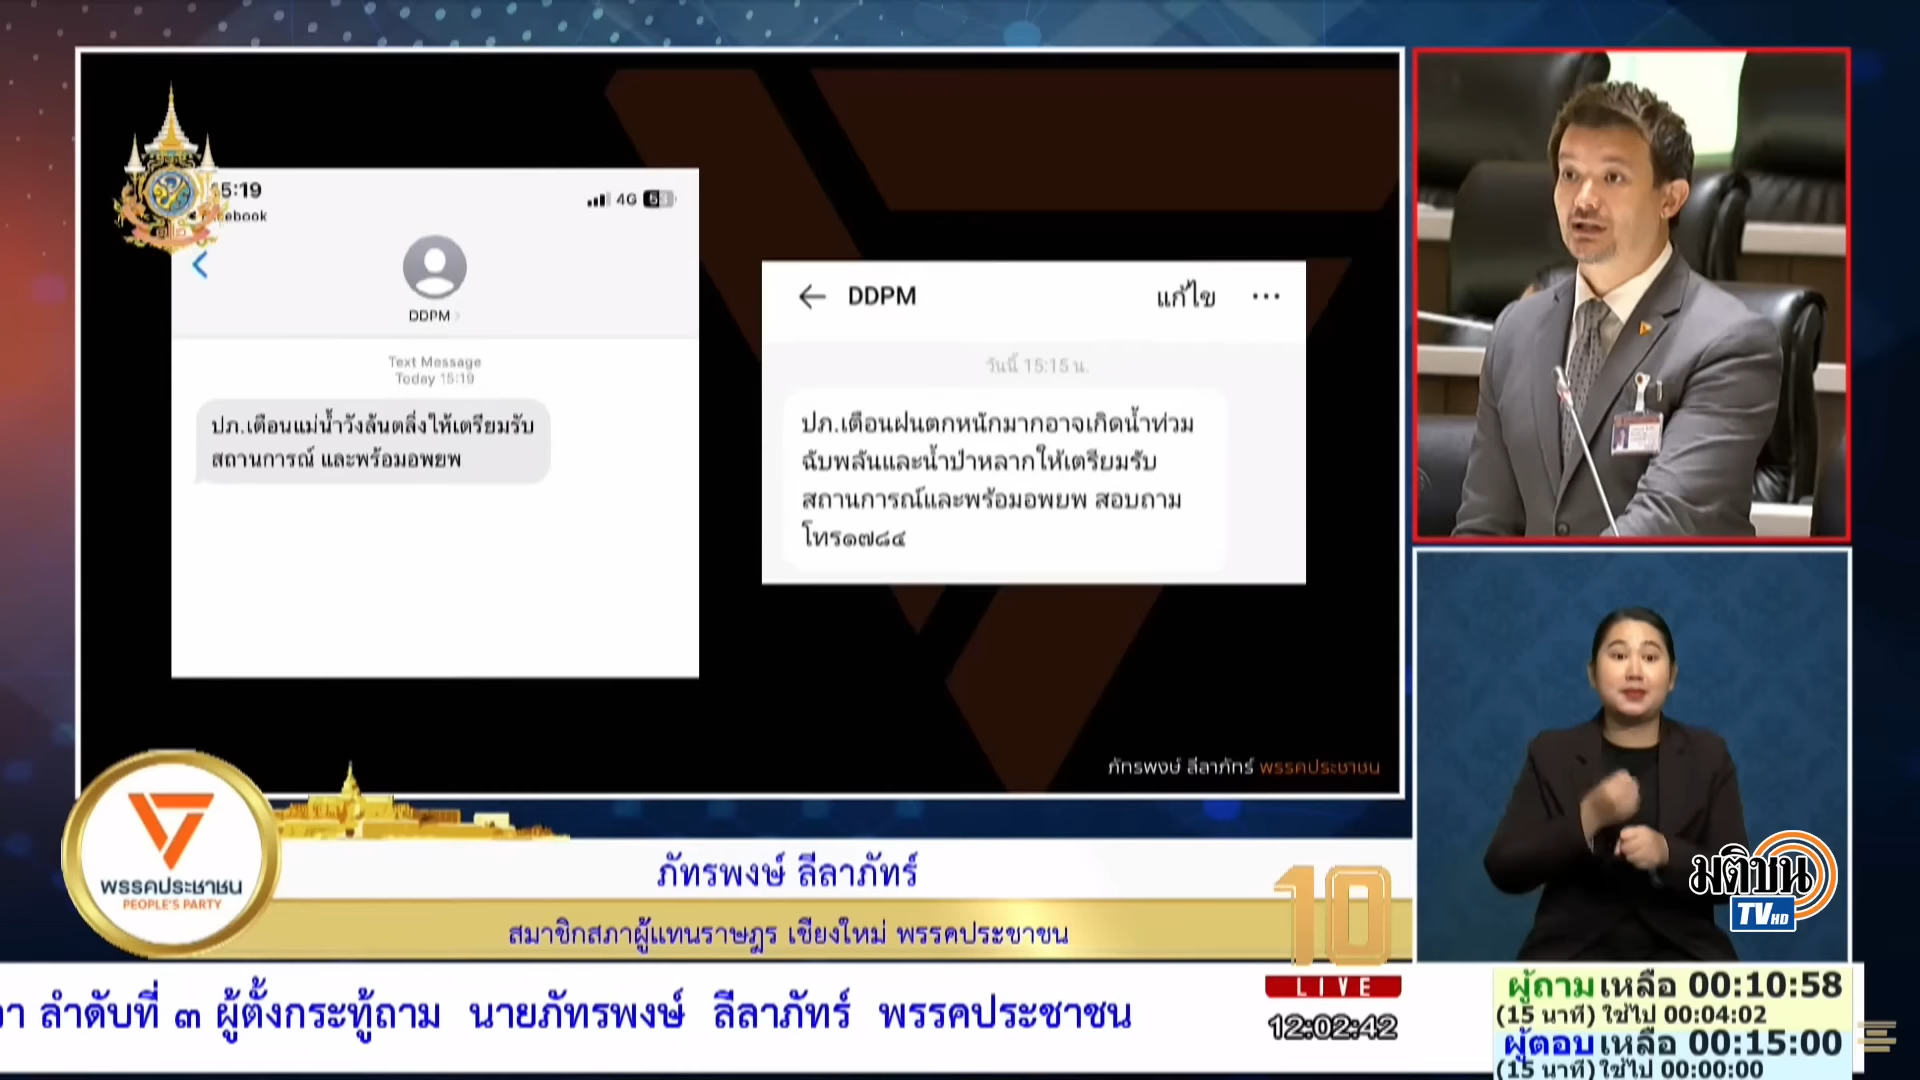 5:19
ebook
4G
DDPM
Text Message
Today 15:19
ปภ.เตือนแม่น้ำวังล้นตลิ่งให้เตรียมรับ
สถานการณ์ และพร้อมอพยพ
DDPM
แก้ไข
วันนี้ 15:15 น.
ปภ.เตือนฝนตกหนักมากอาจเกิดน้ำท่วม
ฉับพลันและน้ำป่าหลากให้เตรียมรับ
สถานการณ์และพร้อมอพยพ สอบถาม
โทร๑๗๘๔
ภัทรพงษ์ ลีลาภัทร์ พรรคประชาชน
พรรคประชาชน
PEOPLE'S PARTY
ภัทรพงษ์ ลีลาภัทร์
สมาชิกสภาผู้แทนราษฎร เชียงใหม่ พรรคประชาชน
10
LIVE
12:02:42
มติชน
TV HD
ลำดับที่ ๓ ผู้ตั้งกระทู้ถาม นายภัทรพงษ์ ลีลาภัทร์ พรรคประชาชน
ผู้ถามเหลือ 00:10:58
(15 นาที) ใช้ไป 00:04:02
ผู้ตอบเหลือ 00:15:00
(15 นาที) ใช้ไป 00:00:00